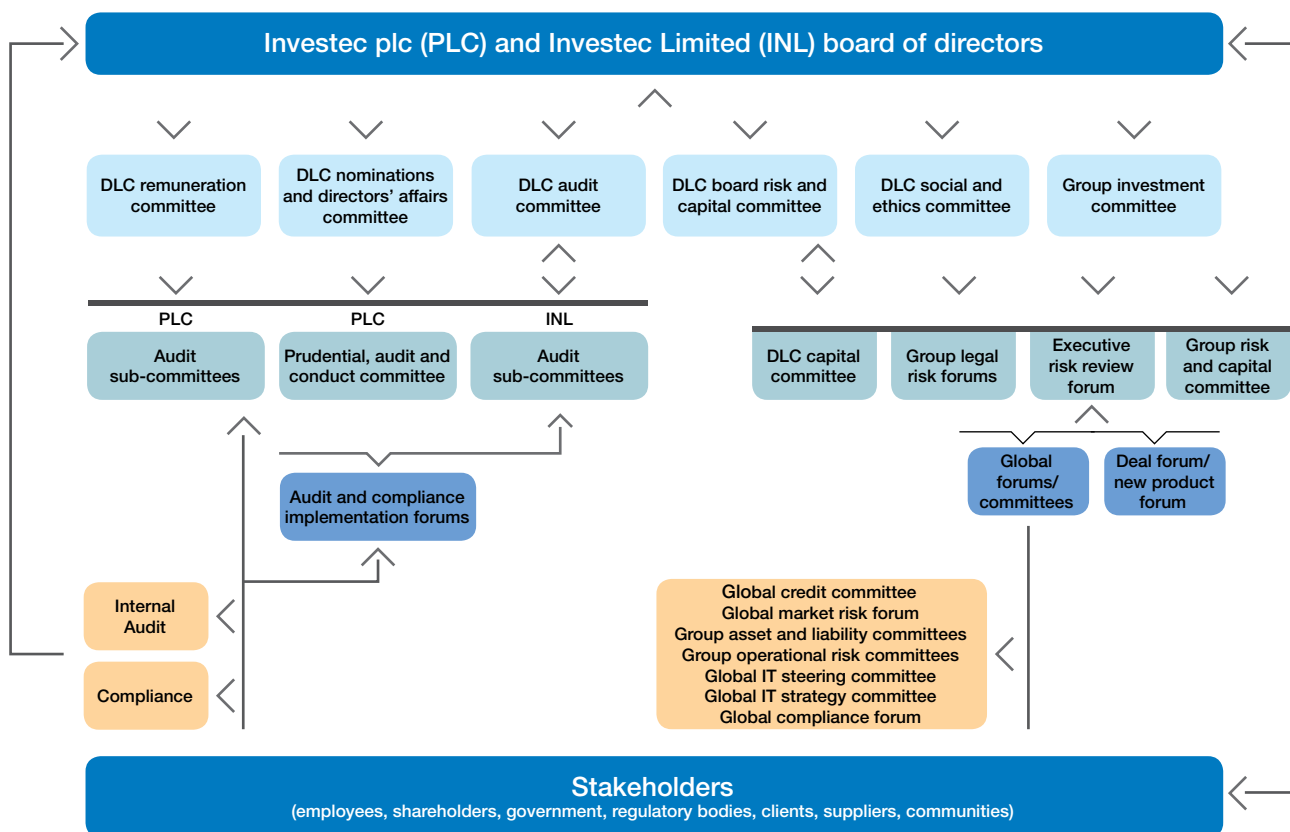 Investec plc (PLC) and Investec Limited (INL) board of directors
DLC remuneration
committee
DLC nominations
and directors' affairs
committee
DLC audit
committee
DLC board risk and
capital committee
DLC social and
ethics committee
Group investment
committee
PLC
Audit
sub-committees
PLC
Prudential, audit and
conduct committee
INL
Audit
sub-committees
DLC capital
committee
Group legal
risk forums
Executive
risk review
forum
Group risk
and capital
committee
Audit and compliance
implementation forums
Global
forums/
committees
Deal forum/
new product
forum
Internal
Audit
Compliance
Global credit committee
Global market risk forum
Group asset and liability committees
Group operational risk committees
Global IT steering committee
Global IT strategy committee
Global compliance forum
Stakeholders
(employees, shareholders, government, regulatory bodies, clients, suppliers, communities)